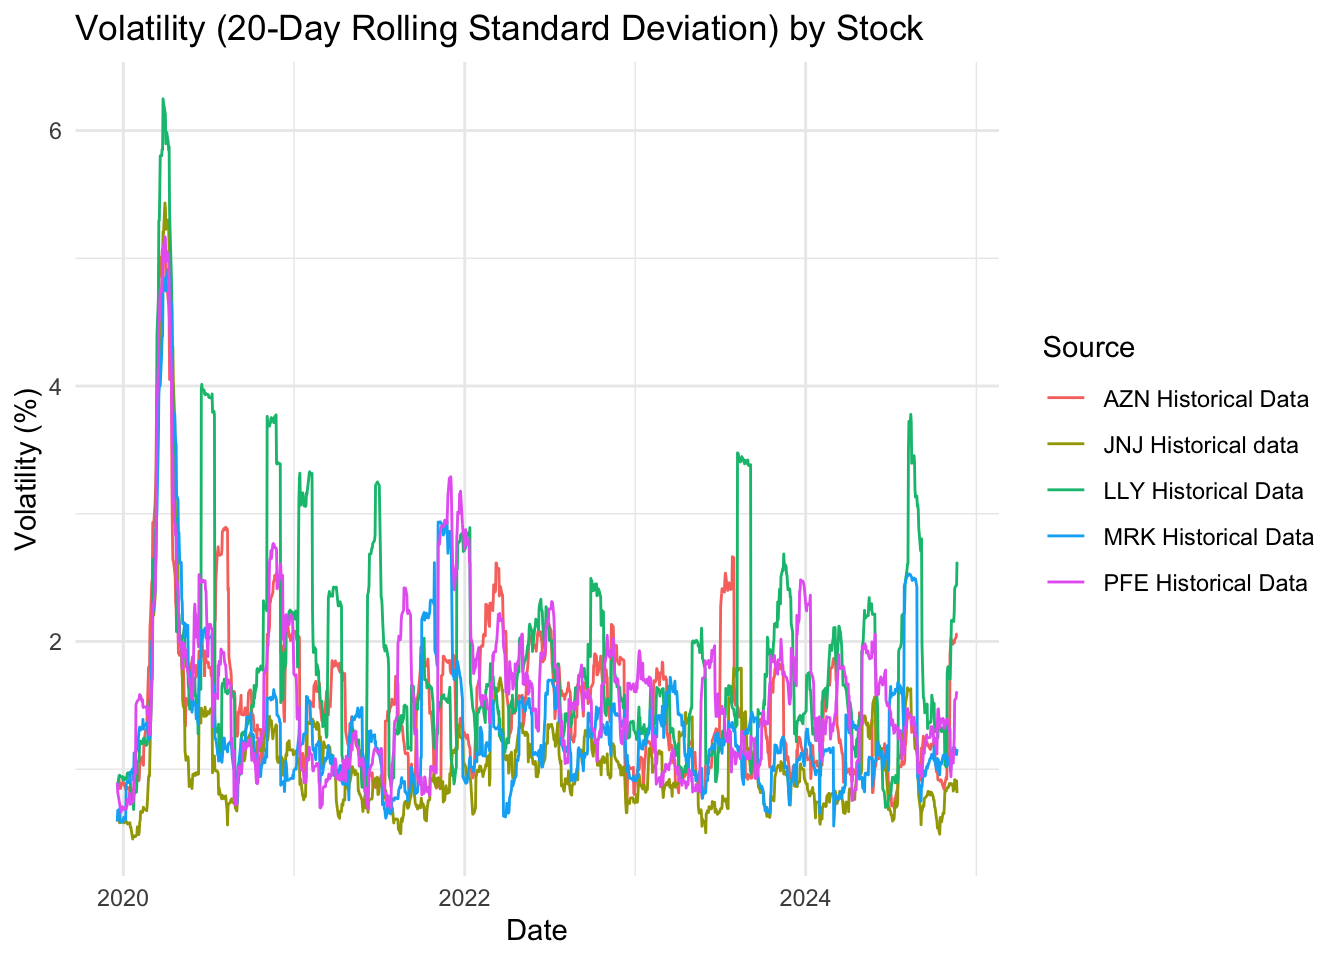 Volatility (20-Day Rolling Standard Deviation) by Stock
Volatility (%)
6
4
2
2020
2022
2024
Date
Source
AZN Historical Data
JNJ Historical data
LLY Historical Data
MRK Historical Data
PFE Historical Data